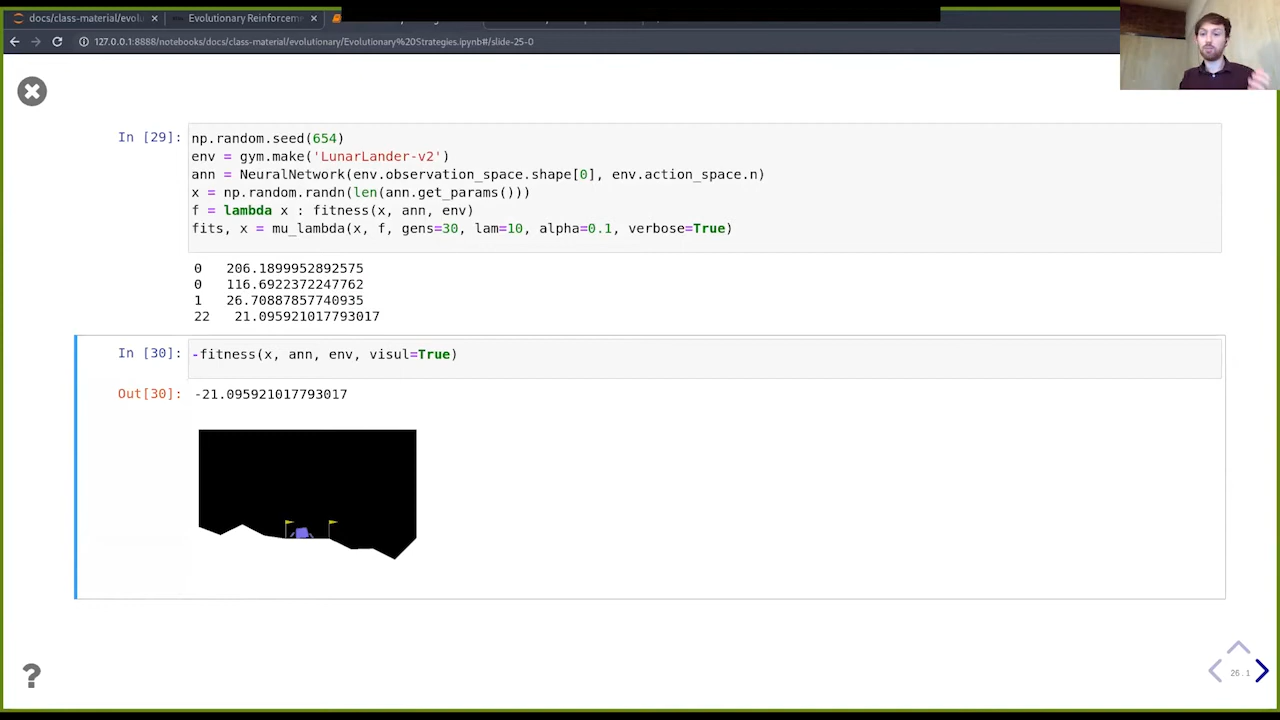 docs/class-material/evolu
Evolutionary Reinforcem
127.0.0.1:8888/notebooks/docs/class-material/evolutionary/Evolutionary%20Strategies.ipynb#/slide-25-0
In [29]:
np.random.seed(654)
env = gym.make('LunarLander-v2')
ann = NeuralNetwork(env.observation_space.shape[0], env.action_space.n)
x = np.random.randn(len(ann.get_params()))
f = lambda x : fitness(x, ann, env)
fits, x = mu_lambda(x, f, gens=30, lam=10, alpha=0.1, verbose=True)
0 206.1899952892575
0 116.6922372247762
1 26.70887857740935
22 21.095921017793017
In [30]:
-fitness(x, ann, env, visul=True)
Out[30]:
-21.095921017793017
?
26.1